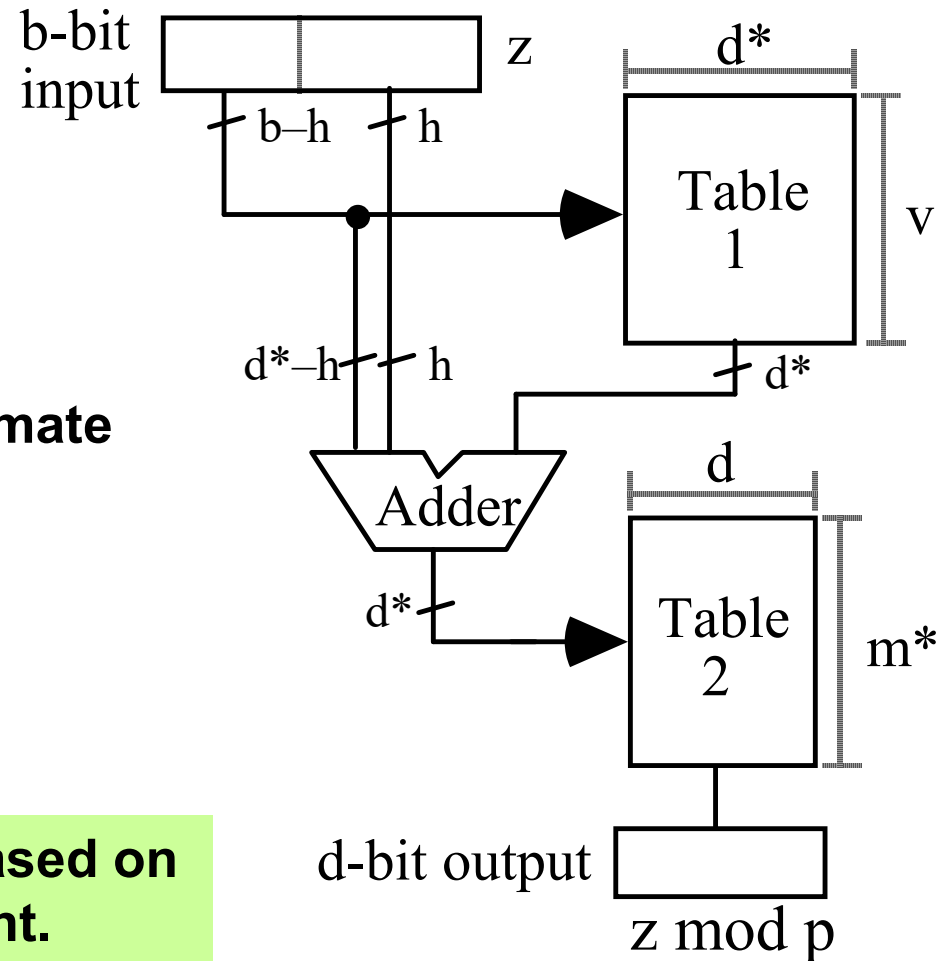 b-bit
input
z
d*
b–h
h
Table
1
v
d*–h
h
d*
mate
Adder
d
d*
Table
2
m*
ased on
nt.
d-bit output
z mod p